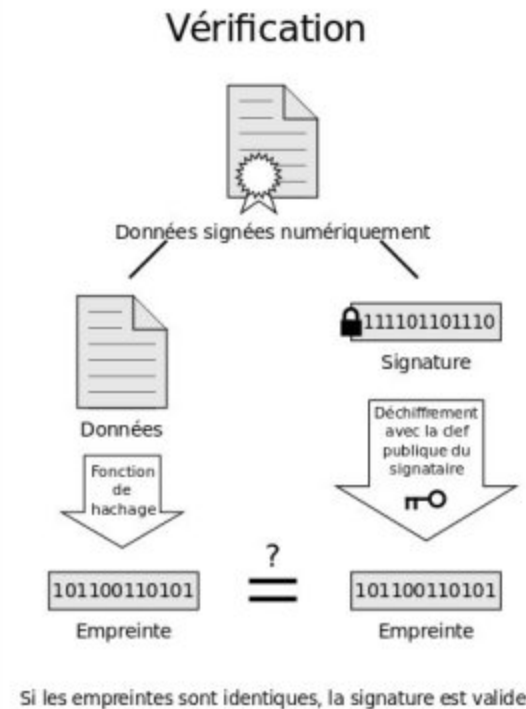 Vérification
Données signées numériquement
111101101110
Signature
Données
Déchiffrement
avec la clef
publique du
signataire
Fonction
de
hachage
?
=
101100110101
101100110101
Empreinte
Empreinte
Si les empreintes sont identiques, la signature est valide